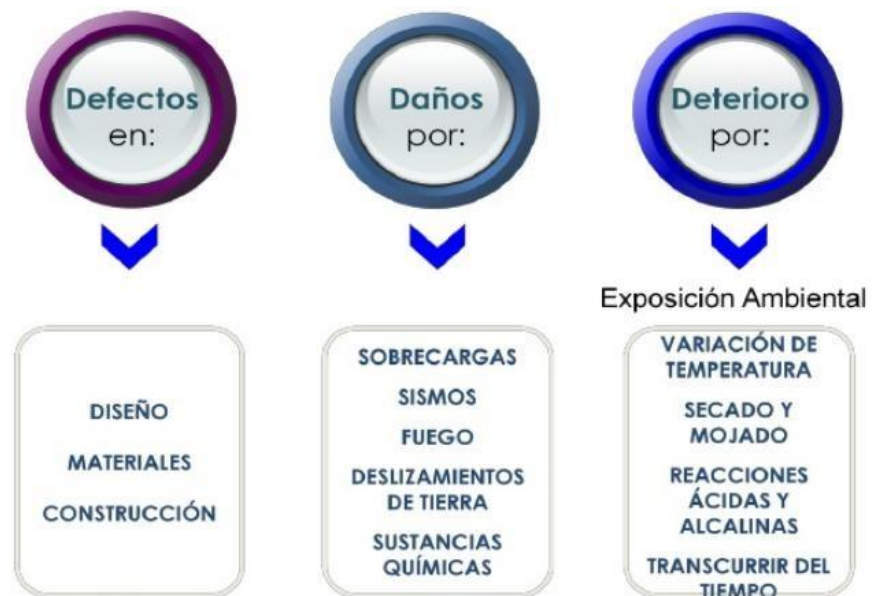 Defectos
en:
DISEÑO
MATERIALES
CONSTRUCCIÓN
Daños
por:
SOBRECARGAS
SISMOS
FUEGO
DESLIZAMIENTOS
DE TIERRA
SUSTANCIAS
QUÍMICAS
Deterioro
por:
Exposición Ambiental
VARIACIÓN DE
TEMPERATURA
SECADO Y
MOJADO
REACCIONES
ÁCIDAS Y
ALCALINAS
TRANSCURRIR DEL
TIEMPO